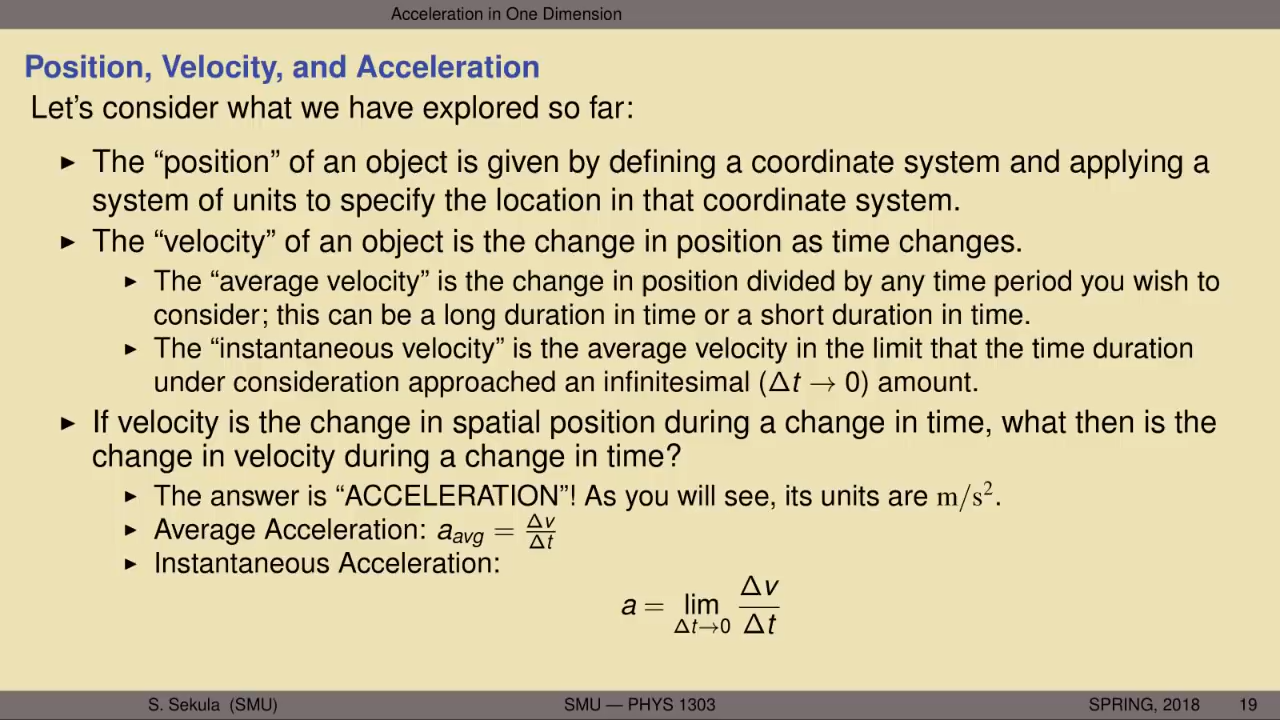 Acceleration in One Dimension
Position, Velocity, and Acceleration
Let's consider what we have explored so far:
▶ The “position” of an object is given by defining a coordinate system and applying a
system of units to specify the location in that coordinate system.
▶ The “velocity” of an object is the change in position as time changes.
▶ The “average velocity” is the change in position divided by any time period you wish to
consider; this can be a long duration in time or a short duration in time.
▶ The “instantaneous velocity” is the average velocity in the limit that the time duration
under consideration approached an infinitesimal (Δt → 0) amount.
▶ If velocity is the change in spatial position during a change in time, what then is the
change in velocity during a change in time?
▶ The answer is “ACCELERATION”! As you will see, its units are m/s².
▶ Average Acceleration: a_avg = Δv/Δt
▶ Instantaneous Acceleration:
a = lim_{Δt→0} Δv/Δt
S. Sekula (SMU) SMU — PHYS 1303 SPRING, 2018 19